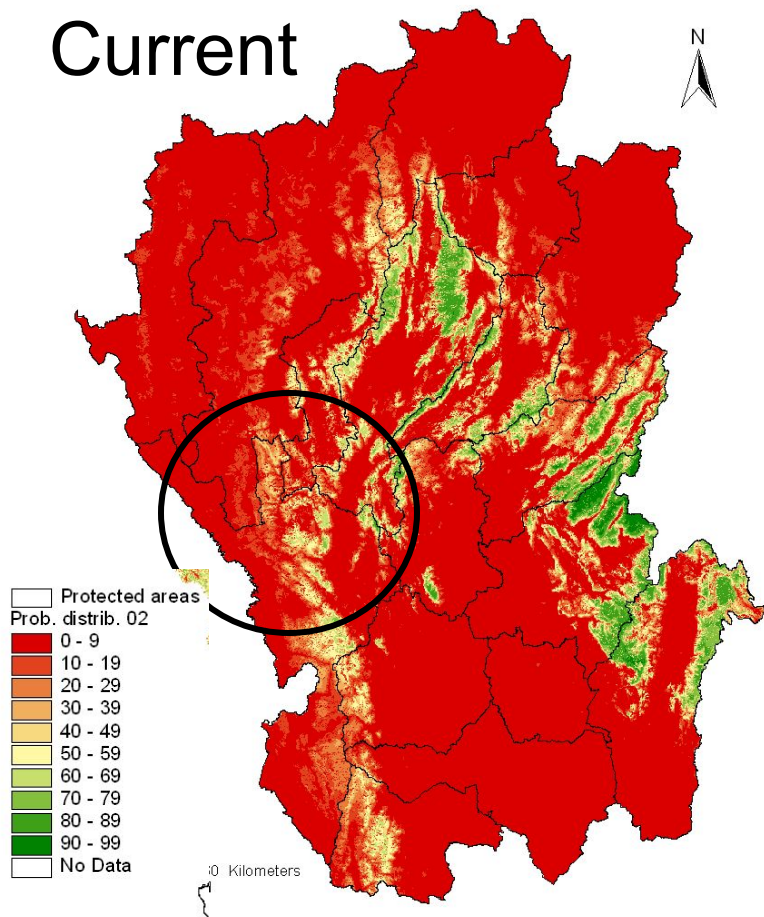 Current
N
Protected areas
Prob. distrib. 02
0 - 9
10 - 19
20 - 29
30 - 39
40 - 49
50 - 59
60 - 69
70 - 79
80 - 89
90 - 99
No Data
0 Kilometers